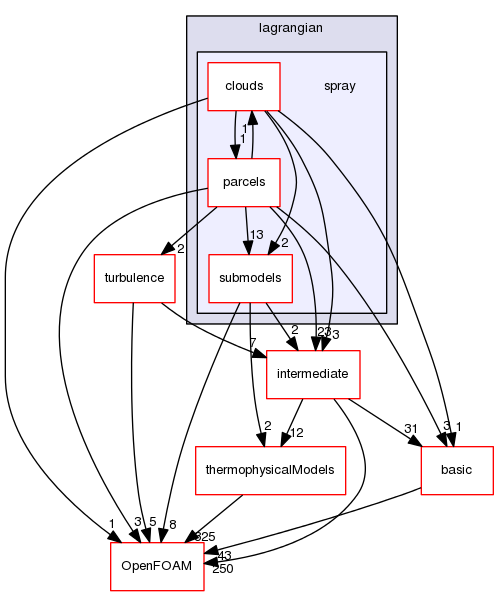 lagrangian
clouds
spray
1
1
parcels
13
2
2
turbulence
submodels
7
2
23
3
intermediate
2
12
31
3
1
thermophysicalModels
basic
1
3
5
8
325
43
250
OpenFOAM